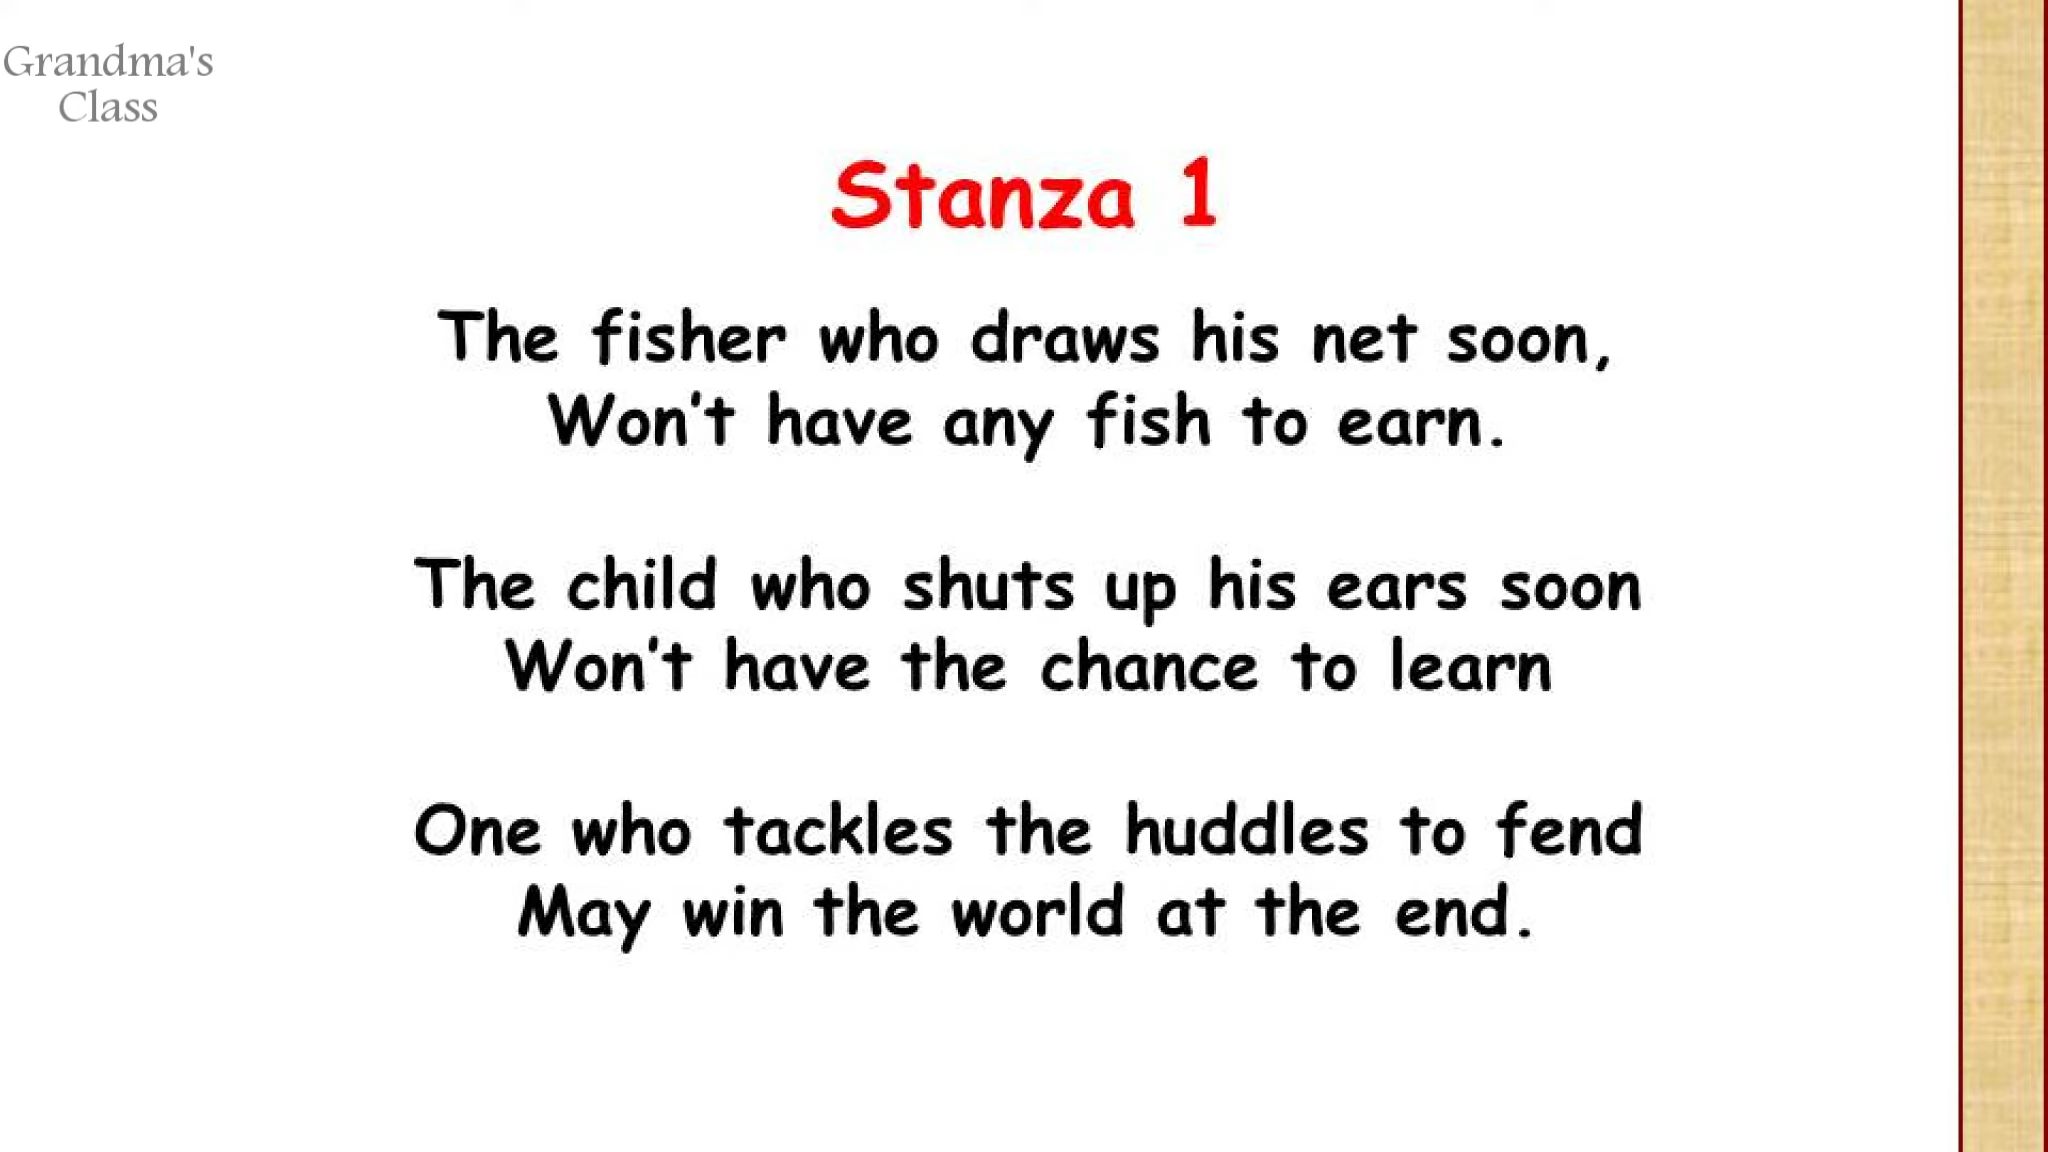 Grandma's
Class
Stanza 1
The fisher who draws his net soon,
Won't have any fish to earn.
The child who shuts up his ears soon
Won't have the chance to learn
One who tackles the huddles to fend
May win the world at the end.